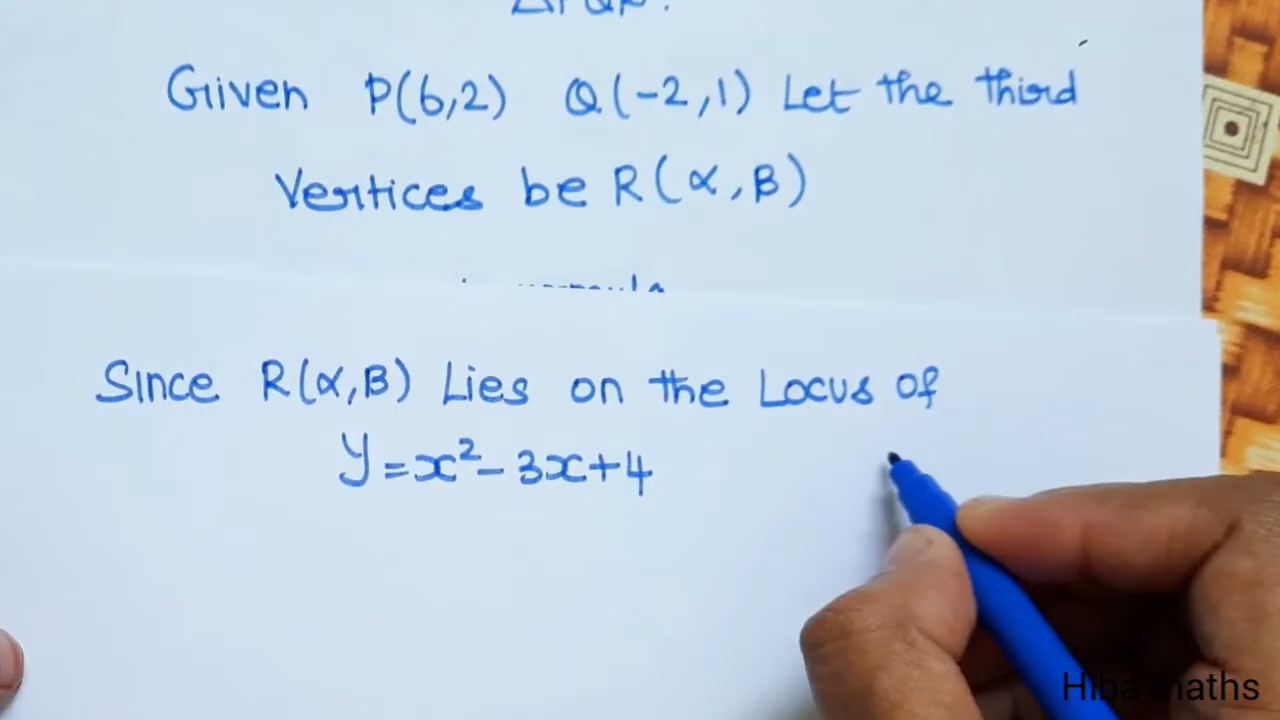 Given P(6,2) Q(-2,1) Let the third
Vertices be R(α,β)
Since R(α,β) Lies on the Locus of
y=x²-3x+4
Hiba maths